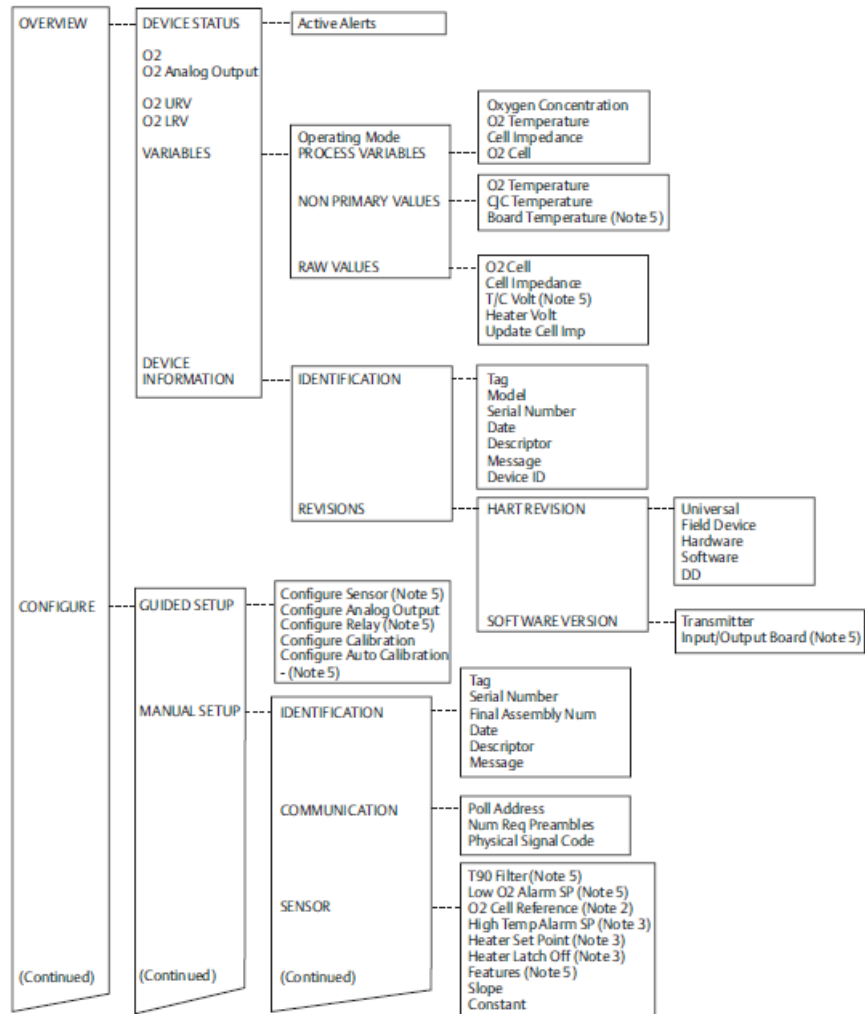 OVERVIEW
DEVICE STATUS
O2
O2 Analog Output
O2 URV
O2 LRV
VARIABLES
DEVICE
INFORMATION
Active Alerts
Operating Mode
PROCESS VARIABLES
NON PRIMARY VALUES
RAW VALUES
Oxygen Concentration
O2 Temperature
Cell Impedance
O2 Cell
O2 Temperature
CJC Temperature
Board Temperature (Note 5)
O2 Cell
Cell Impedance
T/C Volt (Note 5)
Heater Volt
Update Cell Imp
IDENTIFICATION
REVISIONS
Tag
Model
Serial Number
Date
Descriptor
Message
Device ID
HART REVISION
SOFTWARE VERSION
Universal
Field Device
Hardware
Software
DD
Transmitter
Input/Output Board (Note 5)
CONFIGURE
GUIDED SETUP
Configure Sensor (Note 5)
Configure Analog Output
Configure Relay (Note 5)
Configure Calibration
Configure Auto Calibration
- (Note 5)
MANUAL SETUP
IDENTIFICATION
Tag
Serial Number
Final Assembly Num
Date
Descriptor
Message
COMMUNICATION
Poll Address
Num Req Preambles
Physical Signal Code
SENSOR
T90 Filter (Note 5)
Low O2 Alarm SP (Note 5)
O2 Cell Reference (Note 2)
High Temp Alarm SP (Note 3)
Heater Set Point (Note 3)
Heater Latch Off (Note 3)
Features (Note 5)
Slope
Constant
(Continued)
(Continued)
(Continued)